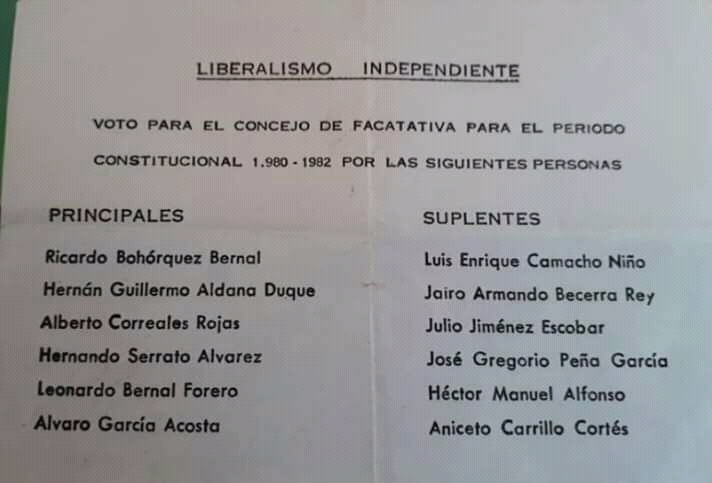 LIBERALISMO INDEPENDIENTE
VOTO PARA EL CONCEJO DE FACATATIVA PARA EL PERIODO
CONSTITUCIONAL 1.980 - 1982 POR LAS SIGUIENTES PERSONAS
PRINCIPALES
Ricardo Bohórquez Bernal
Hernán Guillermo Aldana Duque
Alberto Correales Rojas
Hernando Serrato Alvarez
Leonardo Bernal Forero
Alvaro García Acosta
SUPLENTES
Luis Enrique Camacho Niño
Jairo Armando Becerra Rey
Julio Jiménez Escobar
José Gregorio Peña García
Héctor Manuel Alfonso
Aniceto Carrillo Cortés